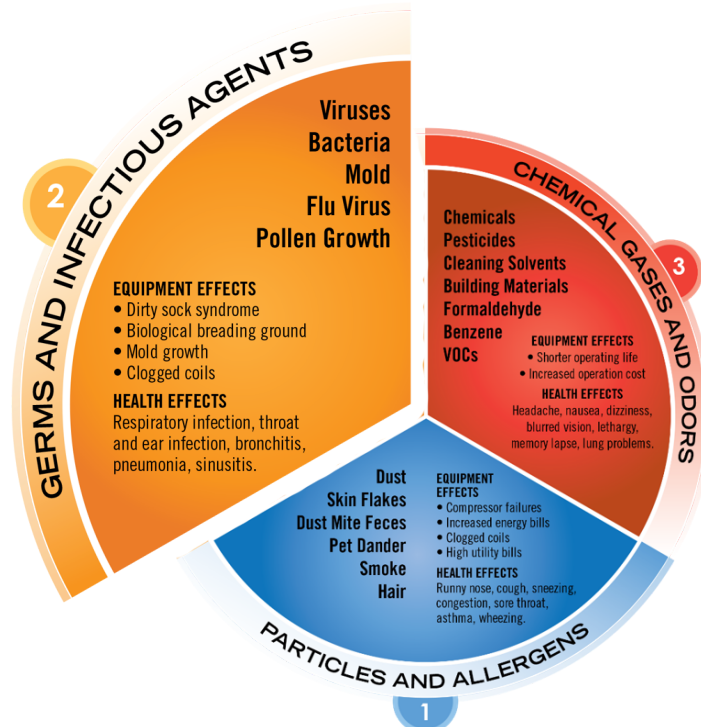 GERMS AND INFECTIOUS AGENTS
2
Viruses
Bacteria
Mold
Flu Virus
Pollen Growth
EQUIPMENT EFFECTS
• Dirty sock syndrome
• Biological breading ground
• Mold growth
• Clogged coils
HEALTH EFFECTS
Respiratory infection, throat
and ear infection, bronchitis,
pneumonia, sinusitis.
CHEMICAL GASES AND ODORS
3
Chemicals
Pesticides
Cleaning Solvents
Building Materials
Formaldehyde
Benzene
VOCs
EQUIPMENT EFFECTS
• Shorter operating life
• Increased operation cost
HEALTH EFFECTS
Headache, nausea, dizziness,
blurred vision, lethargy,
memory lapse, lung problems.
Dust
Skin Flakes
Dust Mite Feces
Pet Dander
Smoke
Hair
EQUIPMENT
EFFECTS
• Compressor failures
• Increased energy bills
• Clogged coils
• High utility bills
HEALTH EFFECTS
Runny nose, cough, sneezing,
congestion, sore throat,
asthma, wheezing.
PARTICLES AND ALLERGENS
1